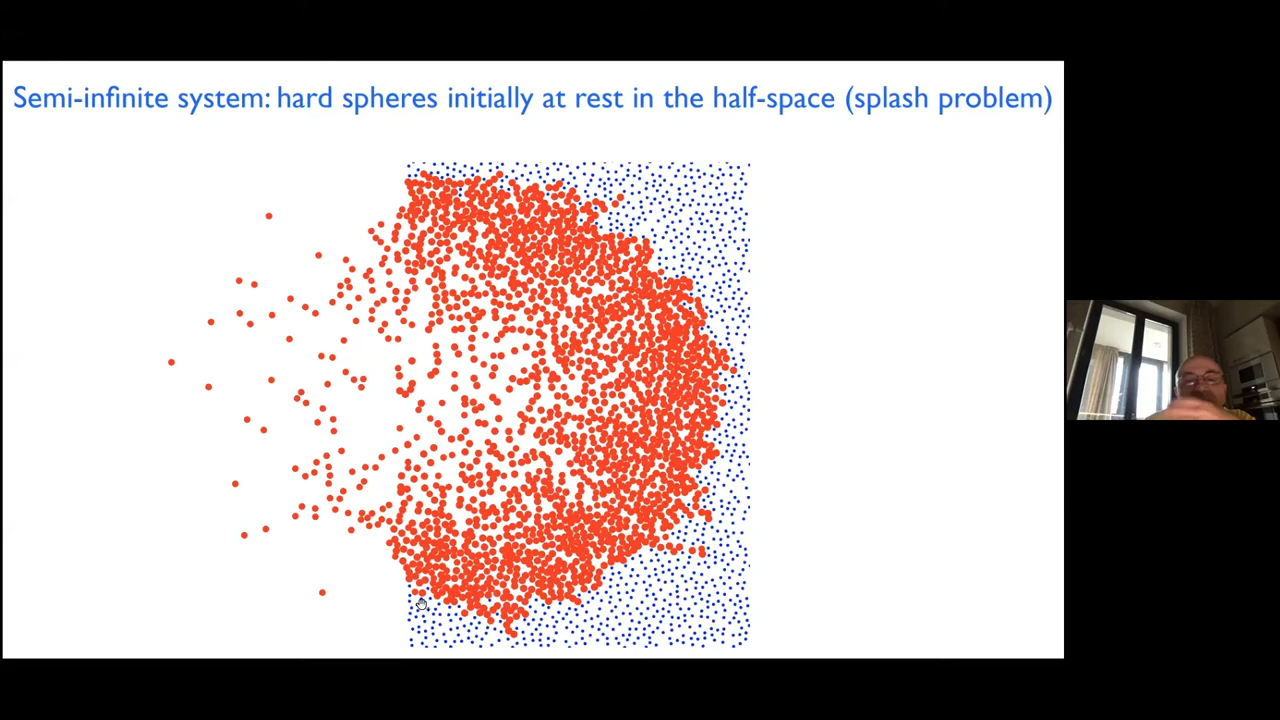 Semi-infinite system: hard spheres initially at rest in the half-space (splash problem)